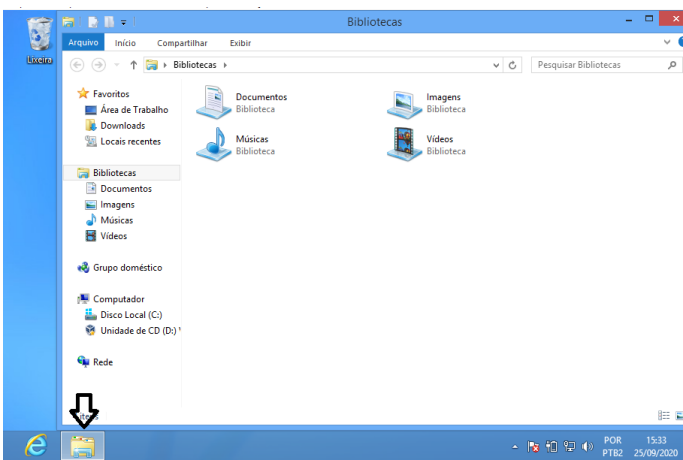 Bibliotecas
Lixeira
Arquivo Início Compartilhar Exibir
Bibliotecas
Pesquisar Bibliotecas
Favoritos
Área de Trabalho
Downloads
Locais recentes
Bibliotecas
Documentos
Imagens
Músicas
Vídeos
Grupo doméstico
Computador
Disco Local (C:)
Unidade de CD (D:)
Rede
Documentos
Biblioteca
Imagens
Biblioteca
Músicas
Biblioteca
Vídeos
Biblioteca
POR
PTB2
15:33
25/09/2020